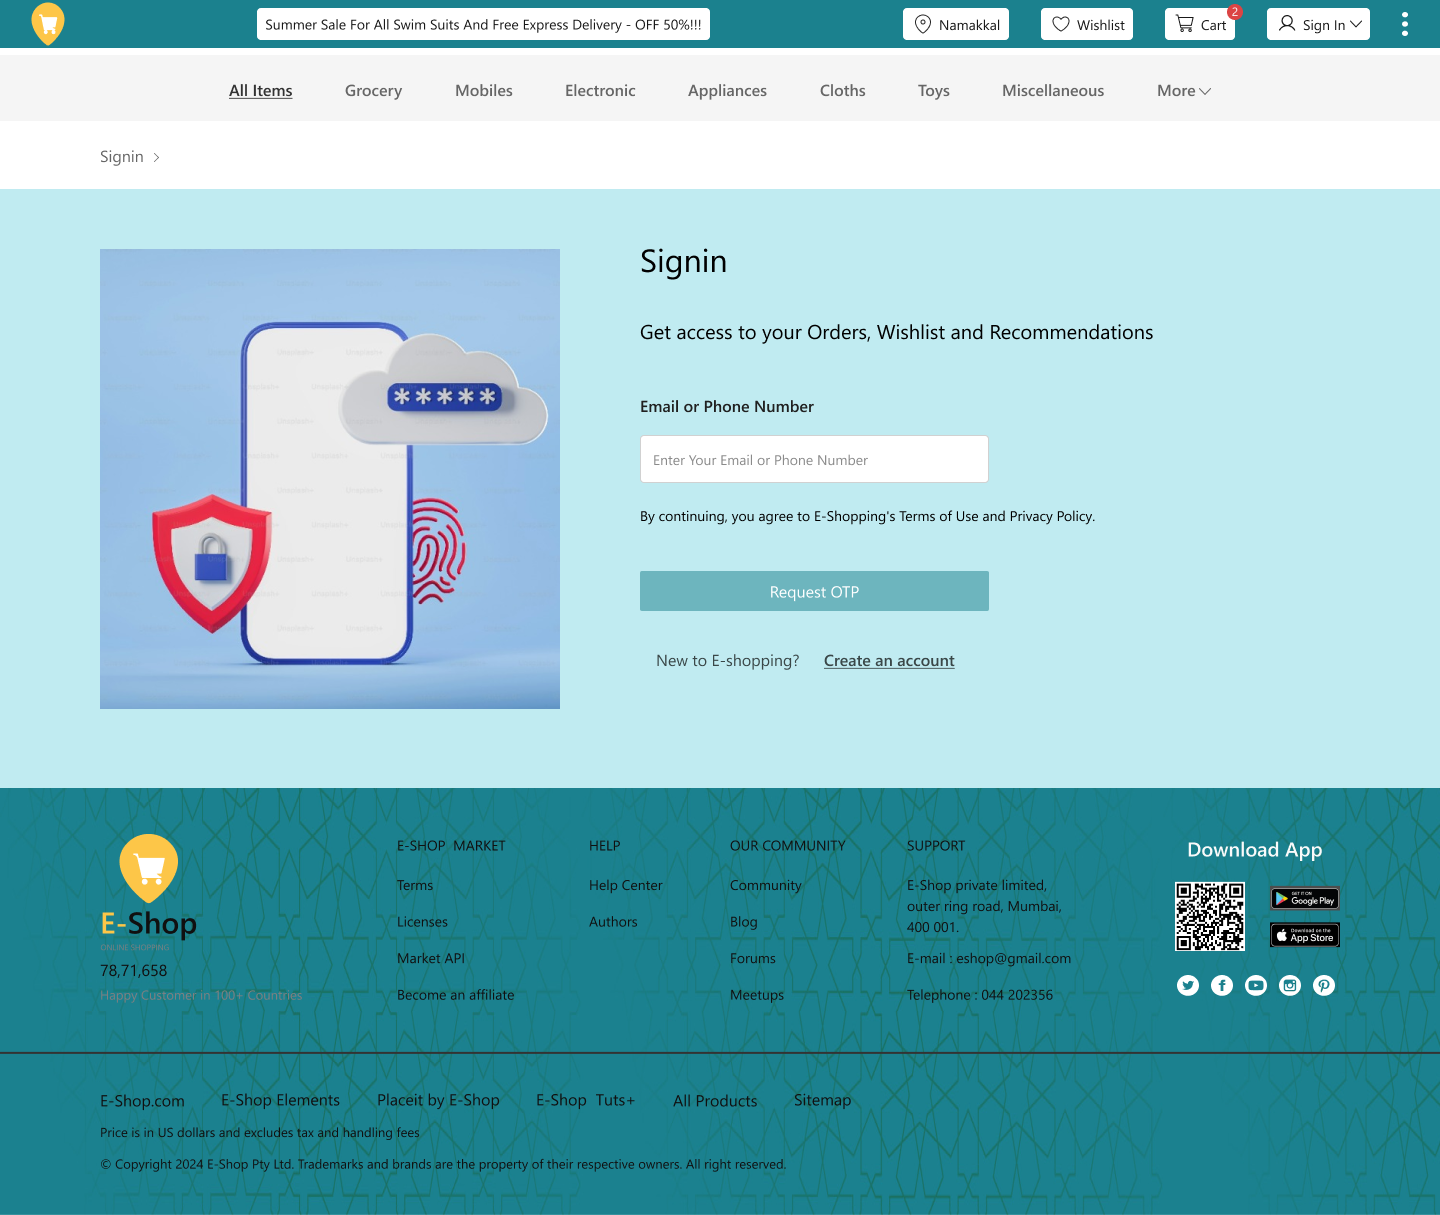 Summer Sale For All Swim Suits And Free Express Delivery - OFF 50%!!!
Namakkal
Wishlist
Cart
2
Sign In
All Items
Grocery
Mobiles
Electronic
Appliances
Cloths
Toys
Miscellaneous
More
Signin
Signin
Get access to your Orders, Wishlist and Recommendations
*****
Email or Phone Number
Enter Your Email or Phone Number
By continuing, you agree to E-Shopping's Terms of Use and Privacy Policy.
Request OTP
New to E-shopping? Create an account
E-Shop
ONLINE SHOPPING
78,71,658
Happy Customer in 100+ Countries
E-SHOP MARKET
Terms
Licenses
Market API
Become an affiliate
HELP
Help Center
Authors
OUR COMMUNITY
Community
Blog
Forums
Meetups
SUPPORT
E-Shop private limited,
outer ring road, Mumbai,
400 001.
E-mail : eshop@gmail.com
Telephone : 044 202356
Download App
GET IT ON
Google Play
Download on the
App Store
E-Shop.com
E-Shop Elements
Placeit by E-Shop
E-Shop Tuts+
All Products
Sitemap
Price is in US dollars and excludes tax and handling fees
© Copyright 2024 E-Shop Pty Ltd. Trademarks and brands are the property of their respective owners. All right reserved.